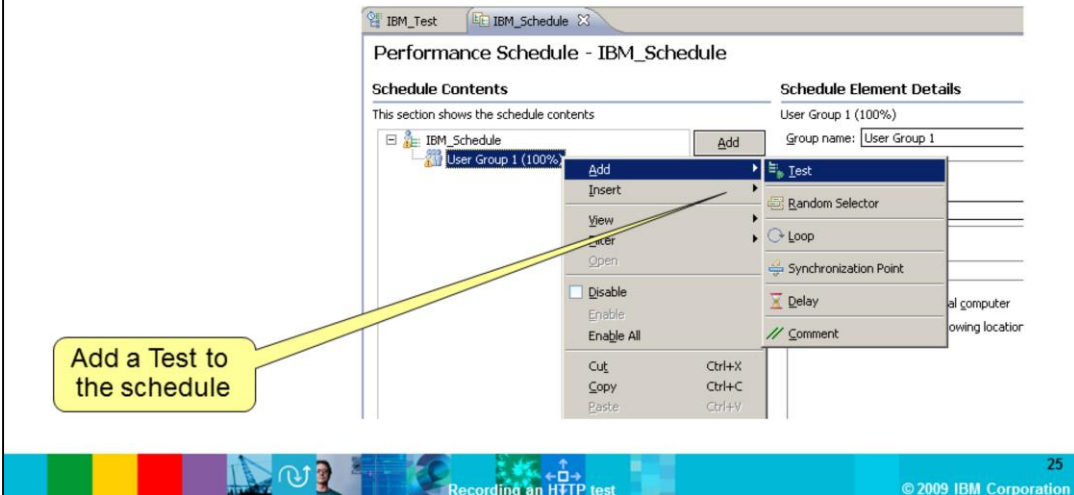 IBM_Test IBM_Schedule
Performance Schedule - IBM_Schedule
Schedule Contents
This section shows the schedule contents
IBM_Schedule
User Group 1 (100%)
Add
Schedule Element Details
User Group 1 (100%)
Group name: User Group 1
Add
Insert
View
Filter
Open
Disable
Enable
Enable All
Cut Ctrl+X
Copy Ctrl+C
Paste Ctrl+V
Test
Random Selector
Loop
Synchronization Point
Delay
Comment
al computer
owing location
Add a Test to
the schedule
Recording an HTTP test
25
© 2009 IBM Corporation